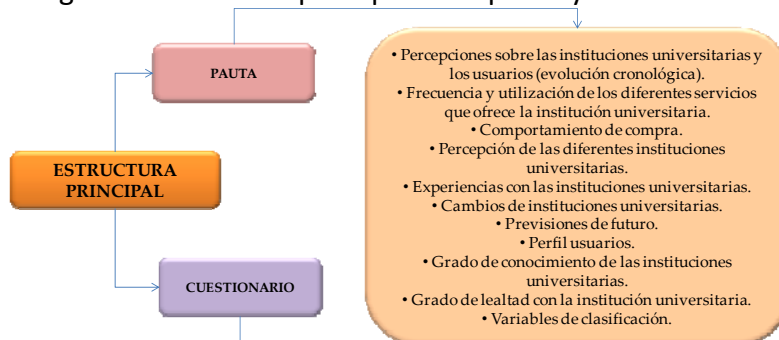 PAUTA
ESTRUCTURA
PRINCIPAL
CUESTIONARIO
• Percepciones sobre las instituciones universitarias y
los usuarios (evolución cronológica).
• Frecuencia y utilización de los diferentes servicios
que ofrece la institución universitaria.
• Comportamiento de compra.
• Percepción de las diferentes instituciones
universitarias.
• Experiencias con las instituciones universitarias.
• Cambios de instituciones universitarias.
• Previsiones de futuro.
• Perfil usuarios.
• Grado de conocimiento de las instituciones
universitarias.
• Grado de lealtad con la institución universitaria.
• Variables de clasificación.